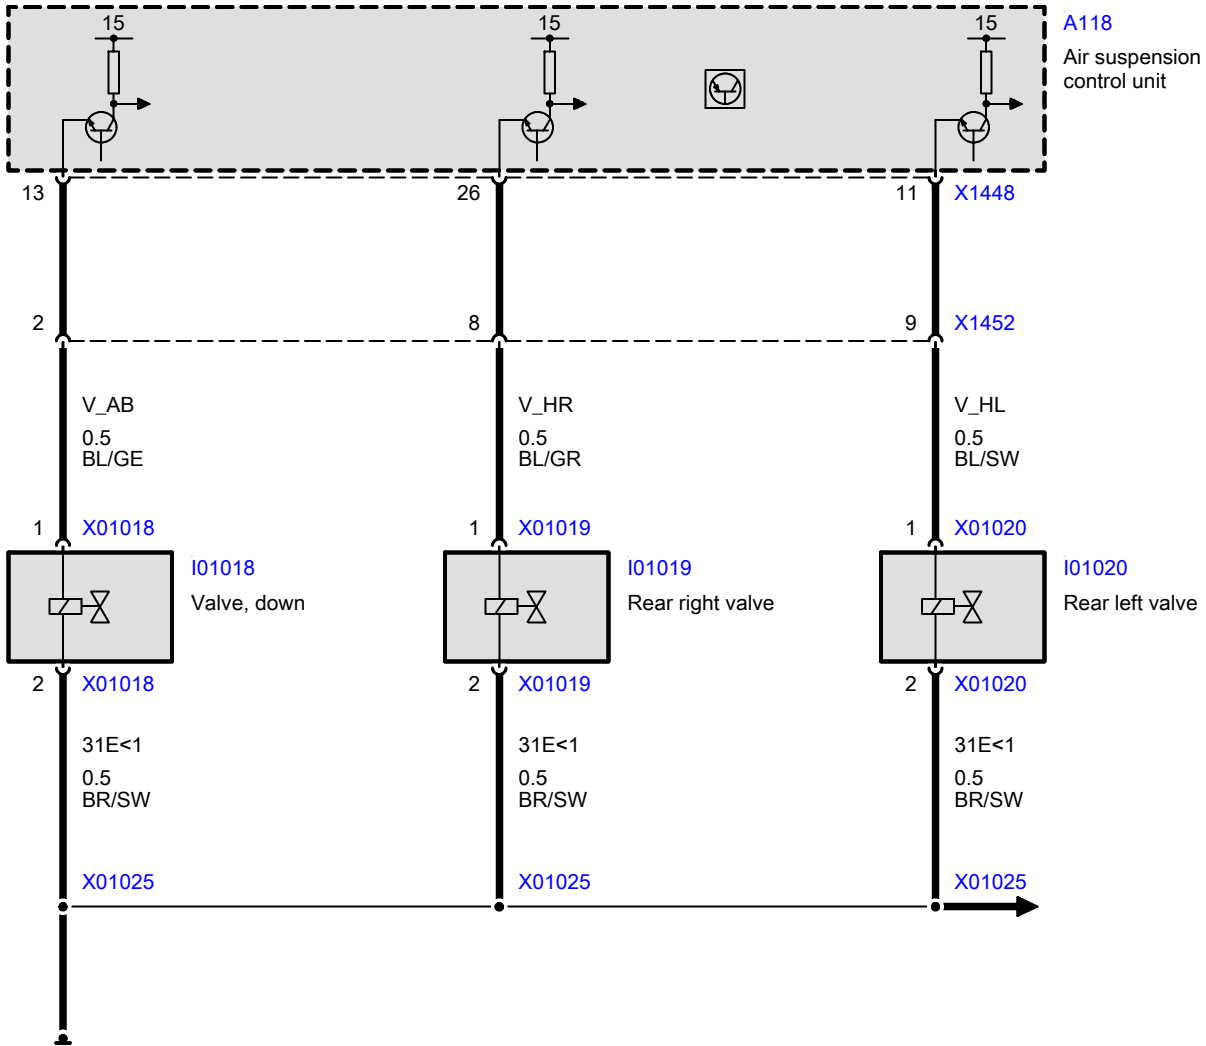 15
15
15
A118
Air suspension
control unit
13
26
11
X1448
2
8
9
X1452
V_AB
0.5
BL/GE
V_HR
0.5
BL/GR
V_HL
0.5
BL/SW
1
X01018
1
X01019
1
X01020
I01018
Valve, down
I01019
Rear right valve
I01020
Rear left valve
2
X01018
2
X01019
2
X01020
31E<1
0.5
BR/SW
31E<1
0.5
BR/SW
31E<1
0.5
BR/SW
X01025
X01025
X01025